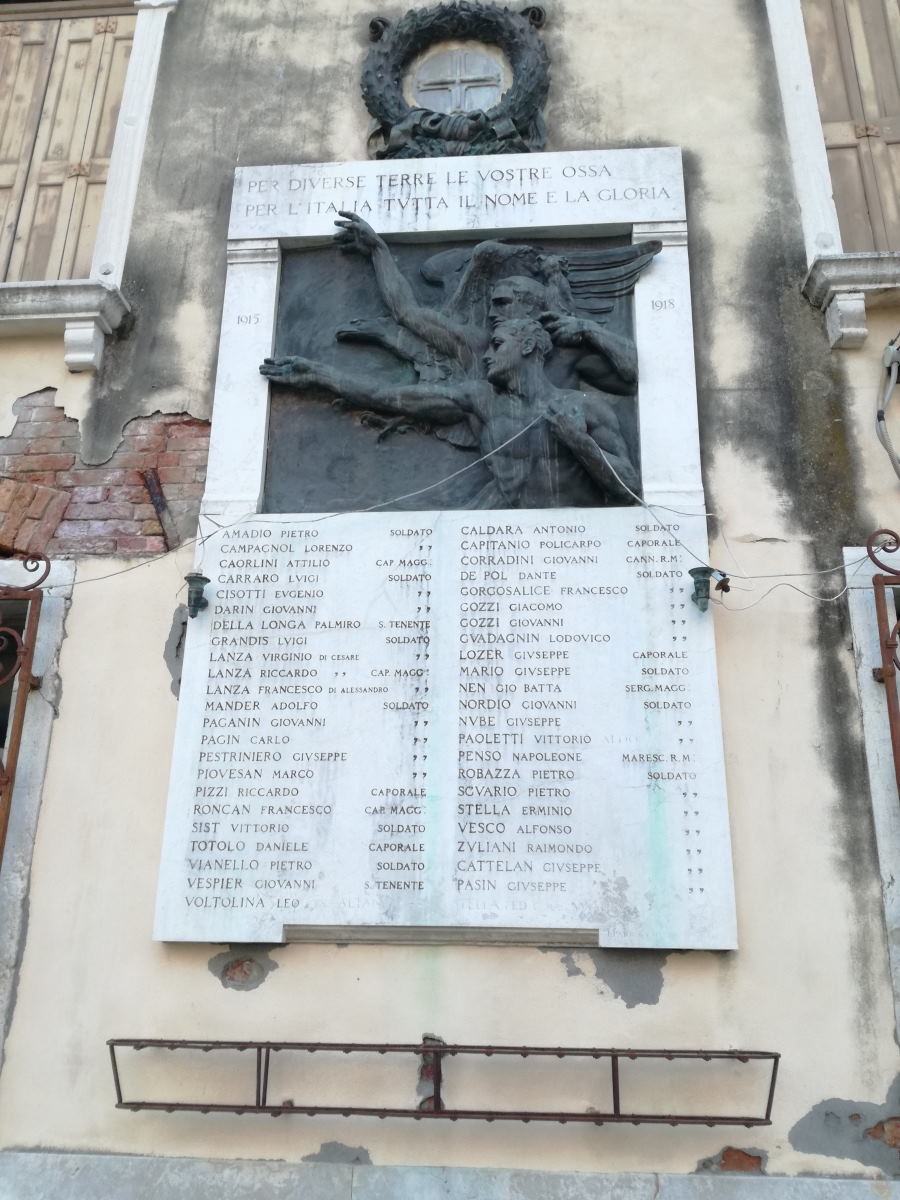 PER DIVERSE TERRE LE VOSTRE OSSA
PER L'ITALIA TVTTA IL NOME E LA GLORIA
1915
1918
AMADIO PIETRO SOLDATO
CAMPAGNOL LORENZO ,,
CAORLINI ATTILIO CAP MAGG:
CARRARO LVIGI SOLDATO
CISOTTI EVGENIO ,,
DARIN GIOVANNI ,,
DELLA LONGA PALMIRO S. TENENTE
GRANDIS LVIGI SOLDATO
LANZA VIRGINIO DI CESARE ,,
LANZA RICCARDO ,, CAP. MAGG:
LANZA FRANCESCO DI ALESSANDRO ,,
MANDER ADOLFO SOLDATO
PAGANIN GIOVANNI ,,
PAGIN CARLO ,,
PESTRINIERO GIVSEPPE ,,
PIOVESAN MARCO ,,
PIZZI RICCARDO CAPORALE
RONCAN FRANCESCO CAP. MAGG:
SIST VITTORIO SOLDATO
TOTOLO DANIELE CAPORALE
VIANELLO PIETRO SOLDATO
VESPIER GIOVANNI S. TENENTE
VOLTOLINA LEO
CALDARA ANTONIO SOLDATO
CAPITANIO POLICARPO CAPORALE
CORRADINI GIOVANNI CANN. R.M:
DE POL DANTE SOLDATO
GORGOSALICE FRANCESCO ,,
GOZZI GIACOMO ,,
GOZZI GIOVANNI ,,
GVADAGNIN LODOVICO ,,
LOZER GIVSEPPE CAPORALE
MARIO GIVSEPPE SOLDATO
NEN GIO BATTA SERG. MAGG:
NORDIO GIOVANNI SOLDATO
NVBE GIVSEPPE ,,
PAOLETTI VITTORIO ,,
PENSO NAPOLEONE MARESC. R.M:
ROBAZZA PIETRO SOLDATO
SGVARIO PIETRO ,,
STELLA ERMINIO ,,
VESCO ALFONSO ,,
ZVLIANI RAIMONDO ,,
CATTELAN GIVSEPPE ,,
PASIN GIVSEPPE ,,